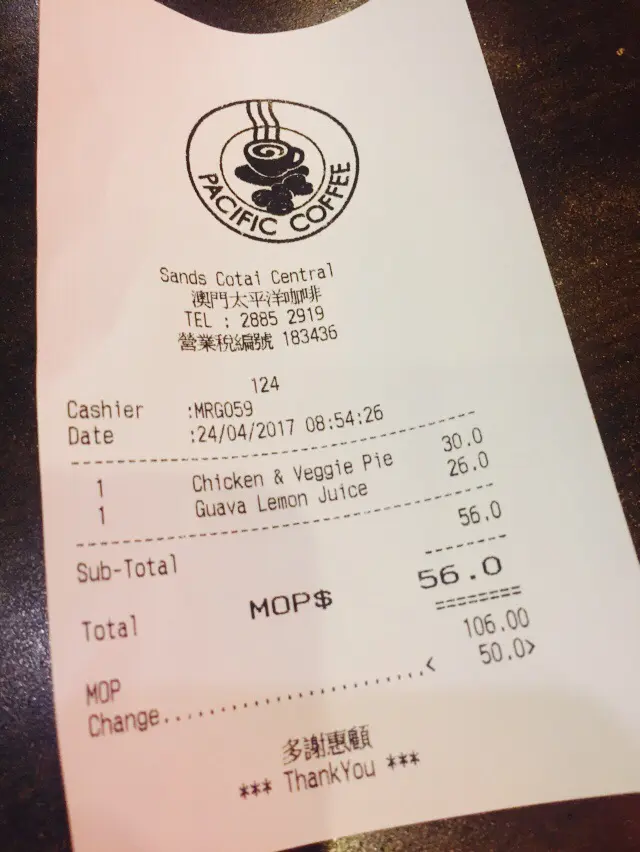 PACIFIC COFFEE
Sands Cotai Central
澳門太平洋咖啡
TEL : 2885 2919
營業稅編號 183436
124
Cashier :MRG059
Date :24/04/2017 08:54:26
1 Chicken & Veggie Pie 30.0
1 Guava Lemon Juice 26.0
Sub-Total 56.0
Total MOP$ 56.0
MOP 106.00
Change......................< 50.0>
多謝惠顧
*** ThankYou ***